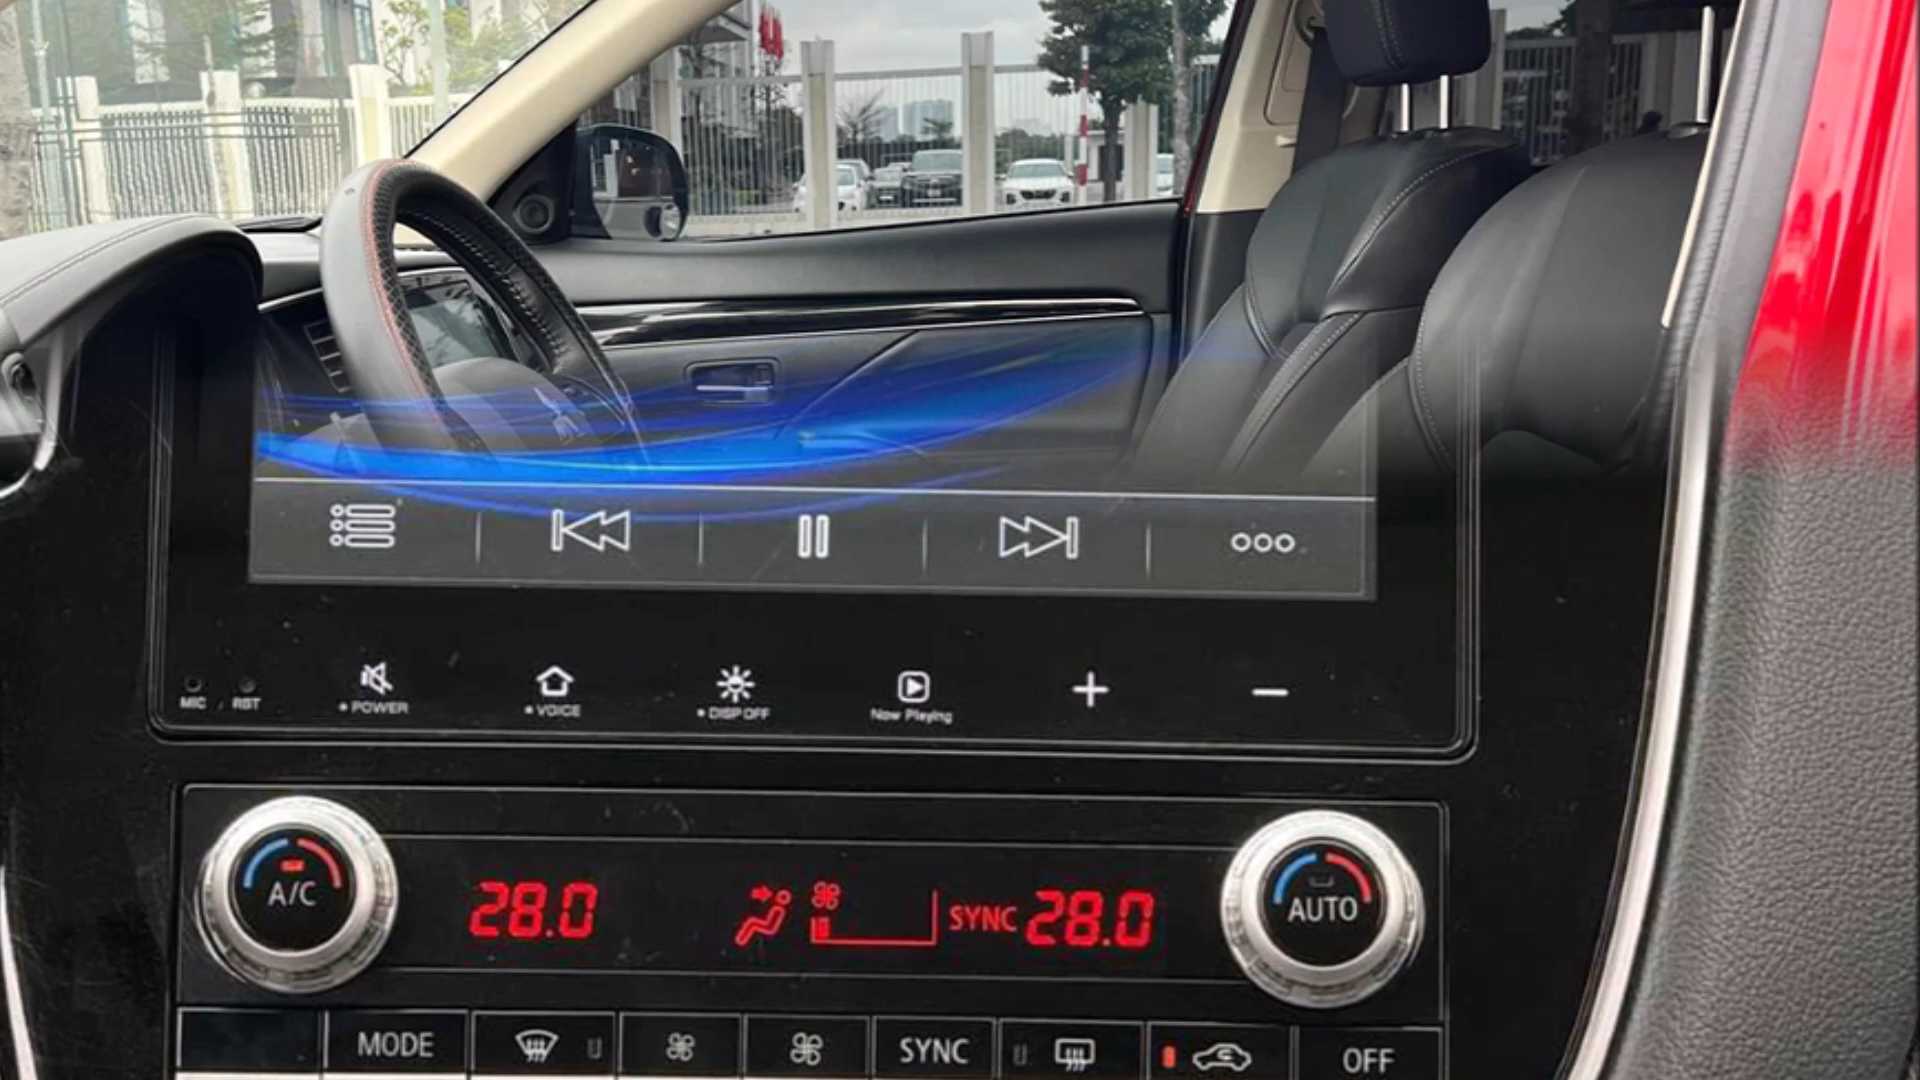 MIC RST POWER VOICE DISP OFF Now Playing
A/C 28.0 SYNC 28.0 AUTO
MODE SYNC OFF